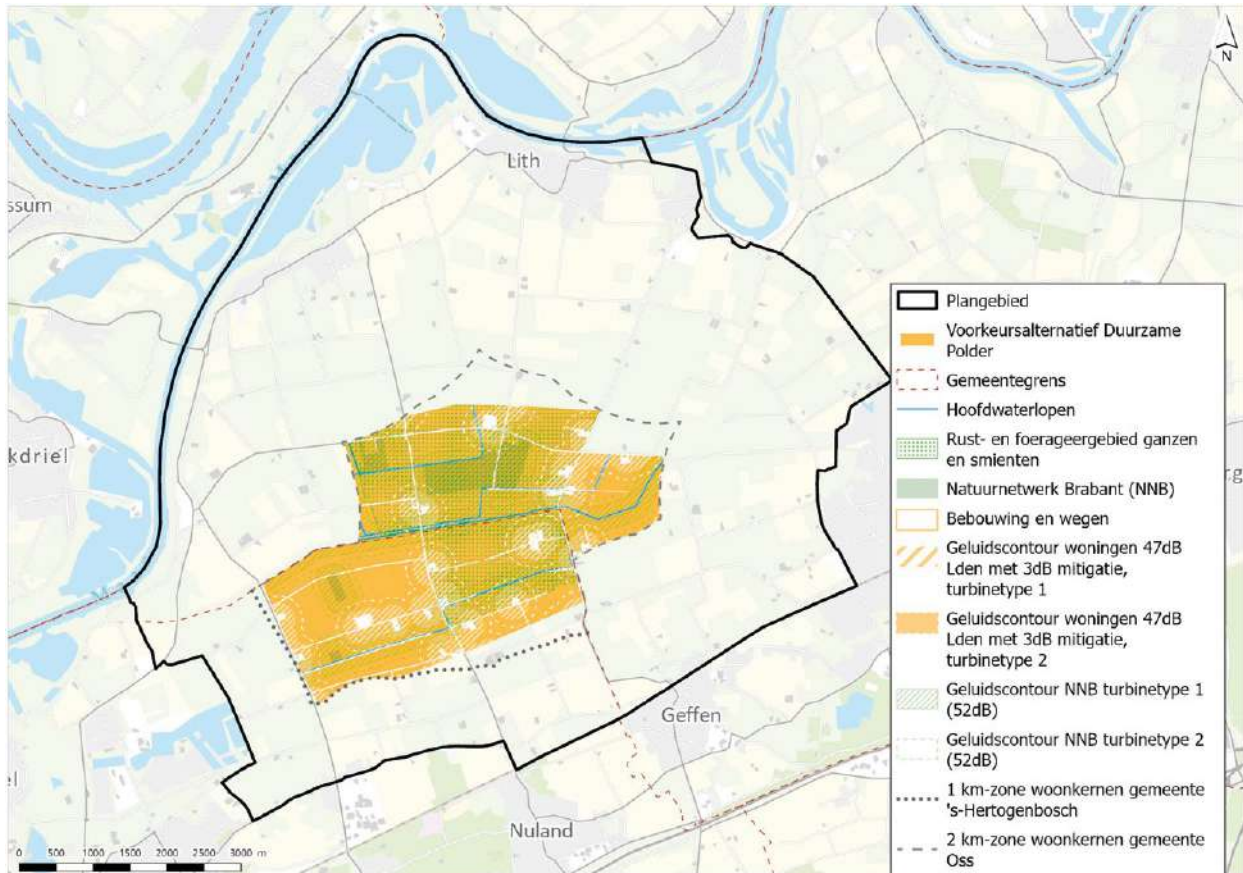 N
Lith
ssum
kdriel
Geffen
Nuland
el
0 500 1000 1500 2000 3000 m
Plangebied
Voorkeursalternatief Duurzame
Polder
Gemeentegrens
Hoofdwaterlopen
Rust- en foerageergebied ganzen
en smienten
Natuurnetwerk Brabant (NNB)
Bebouwing en wegen
Geluidscontour woningen 47dB
Lden met 3dB mitigatie,
turbinetype 1
Geluidscontour woningen 47dB
Lden met 3dB mitigatie,
turbinetype 2
Geluidscontour NNB turbinetype 1
(52dB)
Geluidscontour NNB turbinetype 2
(52dB)
1 km-zone woonkernen gemeente
's-Hertogenbosch
2 km-zone woonkernen gemeente
Oss